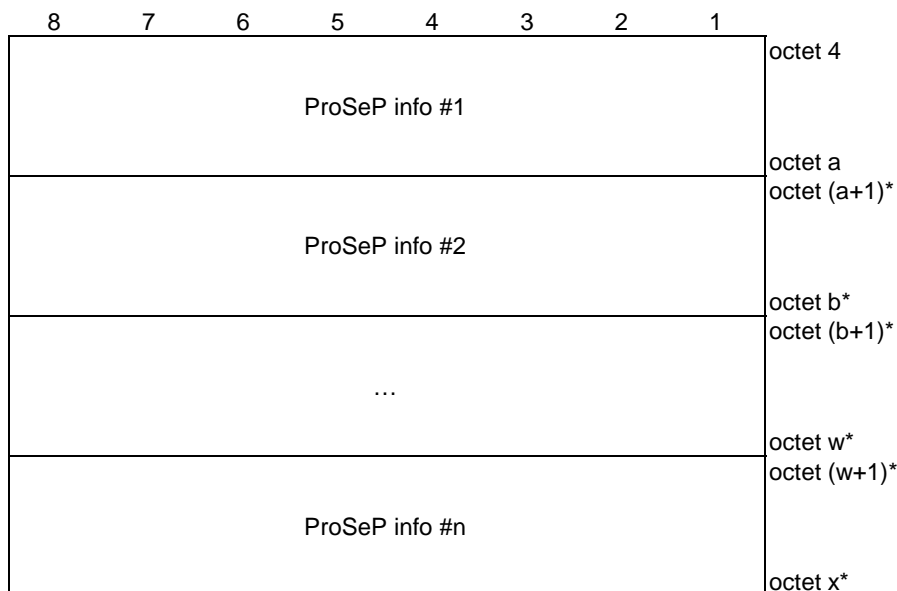 8 7 6 5 4 3 2 1
octet 4
ProSeP info #1
octet a
octet (a+1)*
ProSeP info #2
octet b*
octet (b+1)*
…
octet w*
octet (w+1)*
ProSeP info #n
octet x*